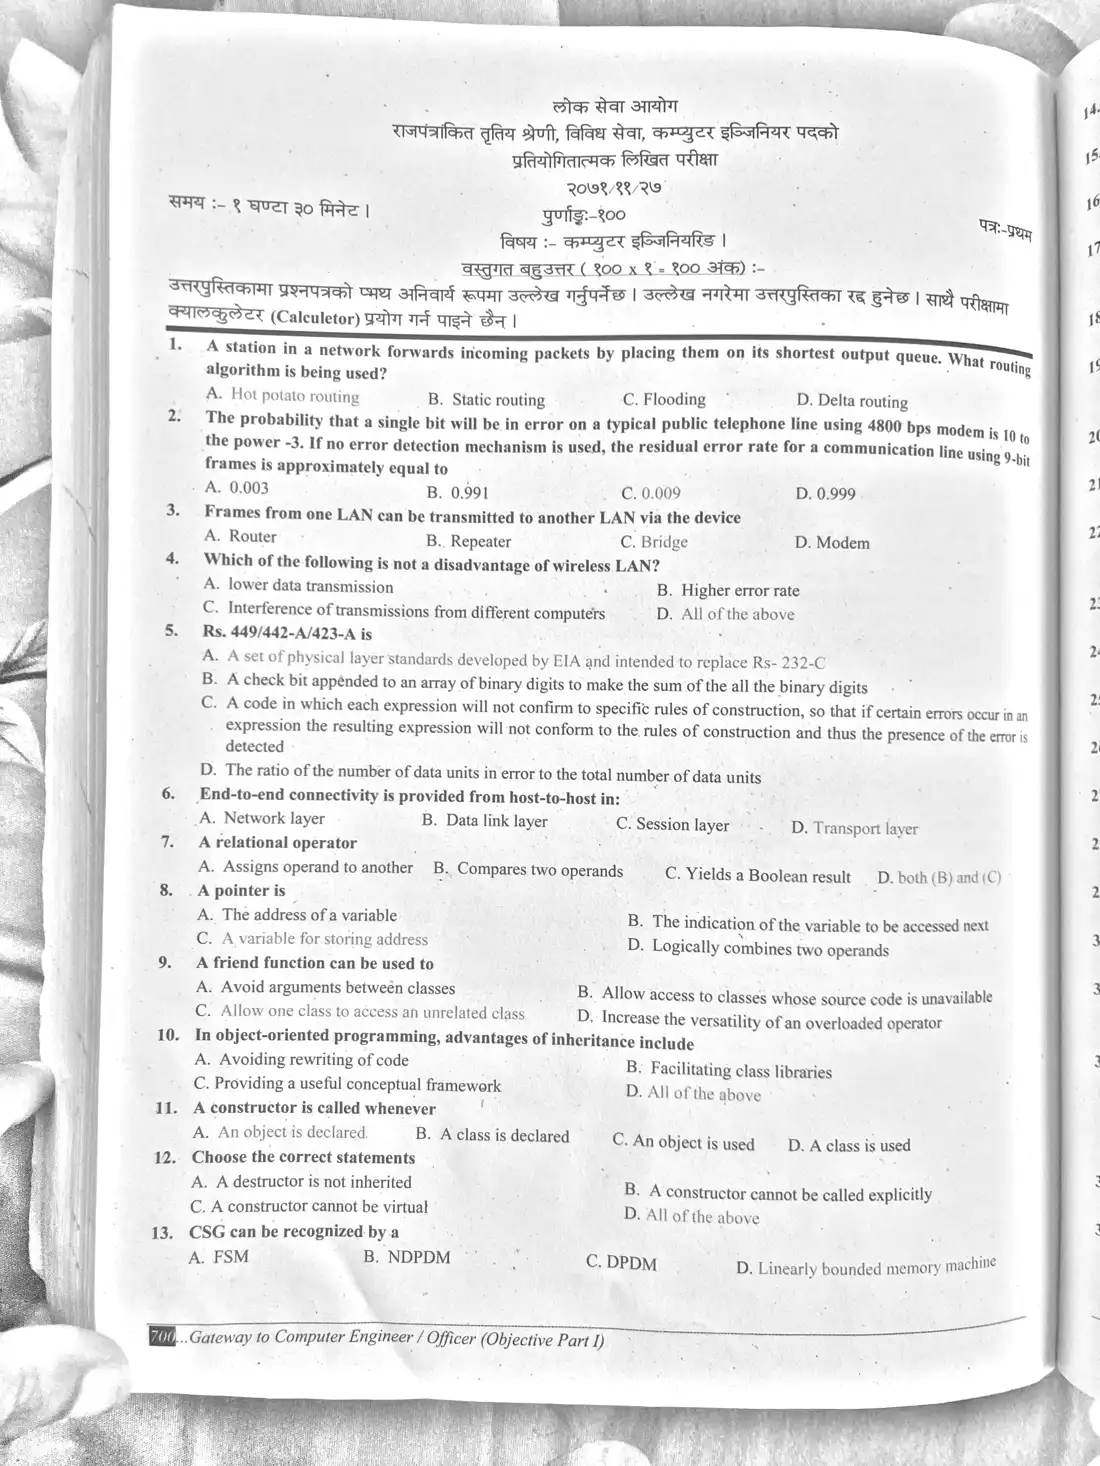 लोक सेवा आयोग
राजपत्रांकित तृतिय श्रेणी, विविध सेवा, कम्प्युटर इञ्जिनियर पदको
प्रतियोगितात्मक लिखित परीक्षा
२०७१/११/२७
समय :- १ घण्टा ३० मिनेट ।
पुर्णाङ्क:-१००
पत्र:-प्रथम
विषय :- कम्प्युटर इञ्जिनियरिङ ।
वस्तुगत बहुउत्तर ( १०० x १ = १०० अंक) :-
उत्तरपुस्तिकामा प्रश्नपत्रको प्भथ अनिवार्य रूपमा उल्लेख गर्नुपर्नेछ । उल्लेख नगरेमा उत्तरपुस्तिका रद्द हुनेछ । साथै परीक्षामा
क्यालकुलेटर (Calculetor) प्रयोग गर्न पाइने छैन ।
1. A station in a network forwards incoming packets by placing them on its shortest output queue. What routing
algorithm is being used?
A. Hot potato routing B. Static routing C. Flooding D. Delta routing
2. The probability that a single bit will be in error on a typical public telephone line using 4800 bps modem is 10 to
the power -3. If no error detection mechanism is used, the residual error rate for a communication line using 9-bit
frames is approximately equal to
A. 0.003 B. 0.991 C. 0.009 D. 0.999
3. Frames from one LAN can be transmitted to another LAN via the device
A. Router B. Repeater C. Bridge D. Modem
4. Which of the following is not a disadvantage of wireless LAN?
A. lower data transmission B. Higher error rate
C. Interference of transmissions from different computers D. All of the above
5. Rs. 449/442-A/423-A is
A. A set of physical layer standards developed by EIA and intended to replace Rs- 232-C
B. A check bit appended to an array of binary digits to make the sum of the all the binary digits
C. A code in which each expression will not confirm to specific rules of construction, so that if certain errors occur in an
expression the resulting expression will not conform to the rules of construction and thus the presence of the error is
detected
D. The ratio of the number of data units in error to the total number of data units
6. End-to-end connectivity is provided from host-to-host in:
A. Network layer B. Data link layer C. Session layer D. Transport layer
7. A relational operator
A. Assigns operand to another B. Compares two operands C. Yields a Boolean result D. both (B) and (C)
8. A pointer is
A. The address of a variable B. The indication of the variable to be accessed next
C. A variable for storing address D. Logically combines two operands
9. A friend function can be used to
A. Avoid arguments between classes B. Allow access to classes whose source code is unavailable
C. Allow one class to access an unrelated class D. Increase the versatility of an overloaded operator
10. In object-oriented programming, advantages of inheritance include
A. Avoiding rewriting of code B. Facilitating class libraries
C. Providing a useful conceptual framework D. All of the above
11. A constructor is called whenever
A. An object is declared. B. A class is declared C. An object is used D. A class is used
12. Choose the correct statements
A. A destructor is not inherited B. A constructor cannot be called explicitly
C. A constructor cannot be virtual D. All of the above
13. CSG can be recognized by a
A. FSM B. NDPDM C. DPDM D. Linearly bounded memory machine
700...Gateway to Computer Engineer / Officer (Objective Part I)
14.
15
16
17